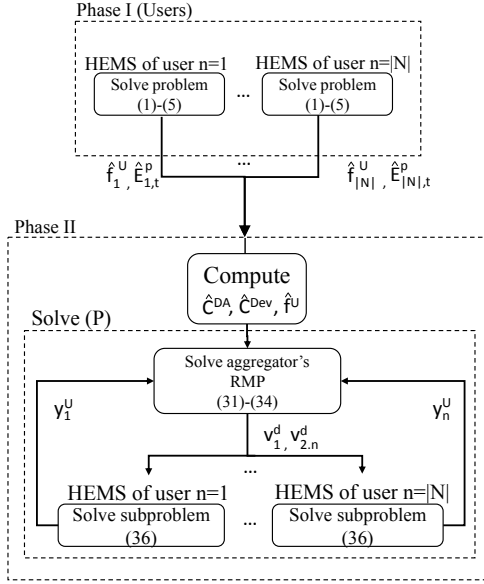 Phase I (Users)
HEMS of user n=1 HEMS of user n=|N|
Solve problem
(1)-(5)
...
Solve problem
(1)-(5)
...
f̂₁ᵁ, Ê₁,ₜᵖ
f̂|N|ᵁ, Ê|N|,ₜᵖ
Phase II
Compute
Ĉᴰᴬ, Ĉᴰᵉᵛ, f̂ᵁ
Solve (P)
Solve aggregator's
RMP
(31)-(34)
y₁ᵁ
yₙᵁ
v₁ᵈ, v₂.ₙᵈ
...
HEMS of user n=1 HEMS of user n=|N|
Solve subproblem
(36)
...
Solve subproblem
(36)